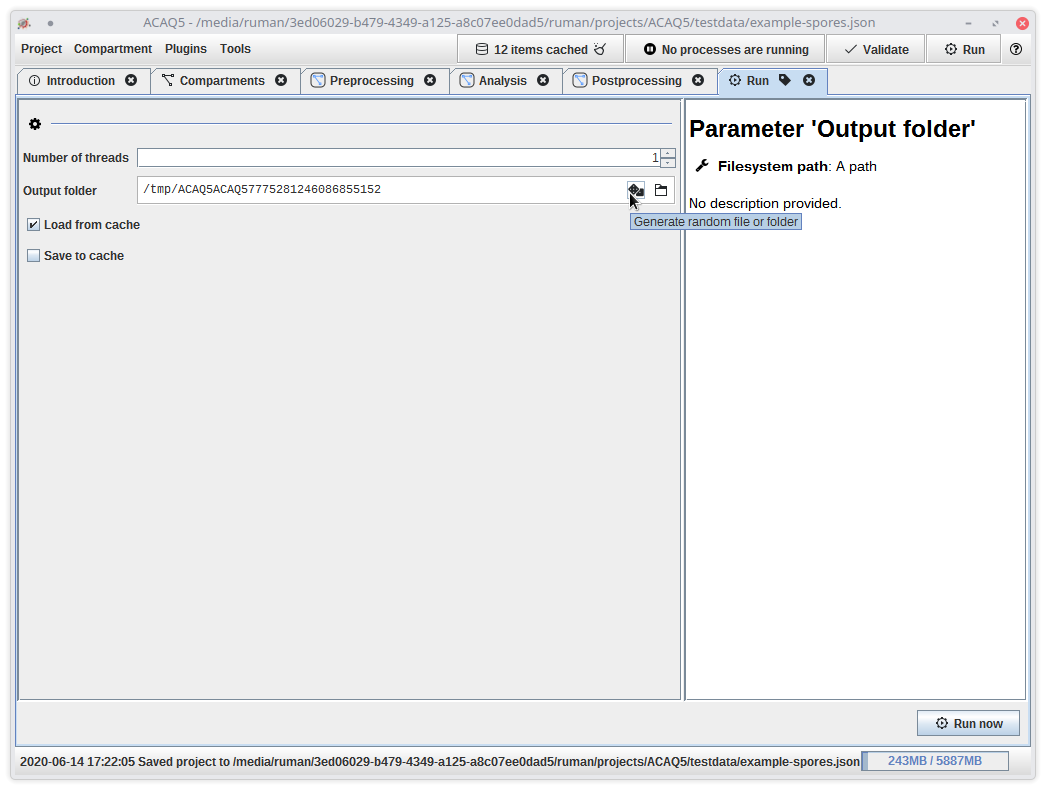 ACAQ5 - /media/ruman/3ed06029-b479-4349-a125-a8c07ee0dad5/ruman/projects/ACAQ5/testdata/example-spores.json
Project Compartment Plugins Tools 12 items cached No processes are running Validate Run
Introduction Compartments Preprocessing Analysis Postprocessing Run
Number of threads 1
Output folder /tmp/ACAQ5ACAQ57775281246086855152
Load from cache
Save to cache
Generate random file or folder
Parameter 'Output folder'
Filesystem path: A path
No description provided.
Run now
2020-06-14 17:22:05 Saved project to /media/ruman/3ed06029-b479-4349-a125-a8c07ee0dad5/ruman/projects/ACAQ5/testdata/example-spores.json 243MB / 5887MB